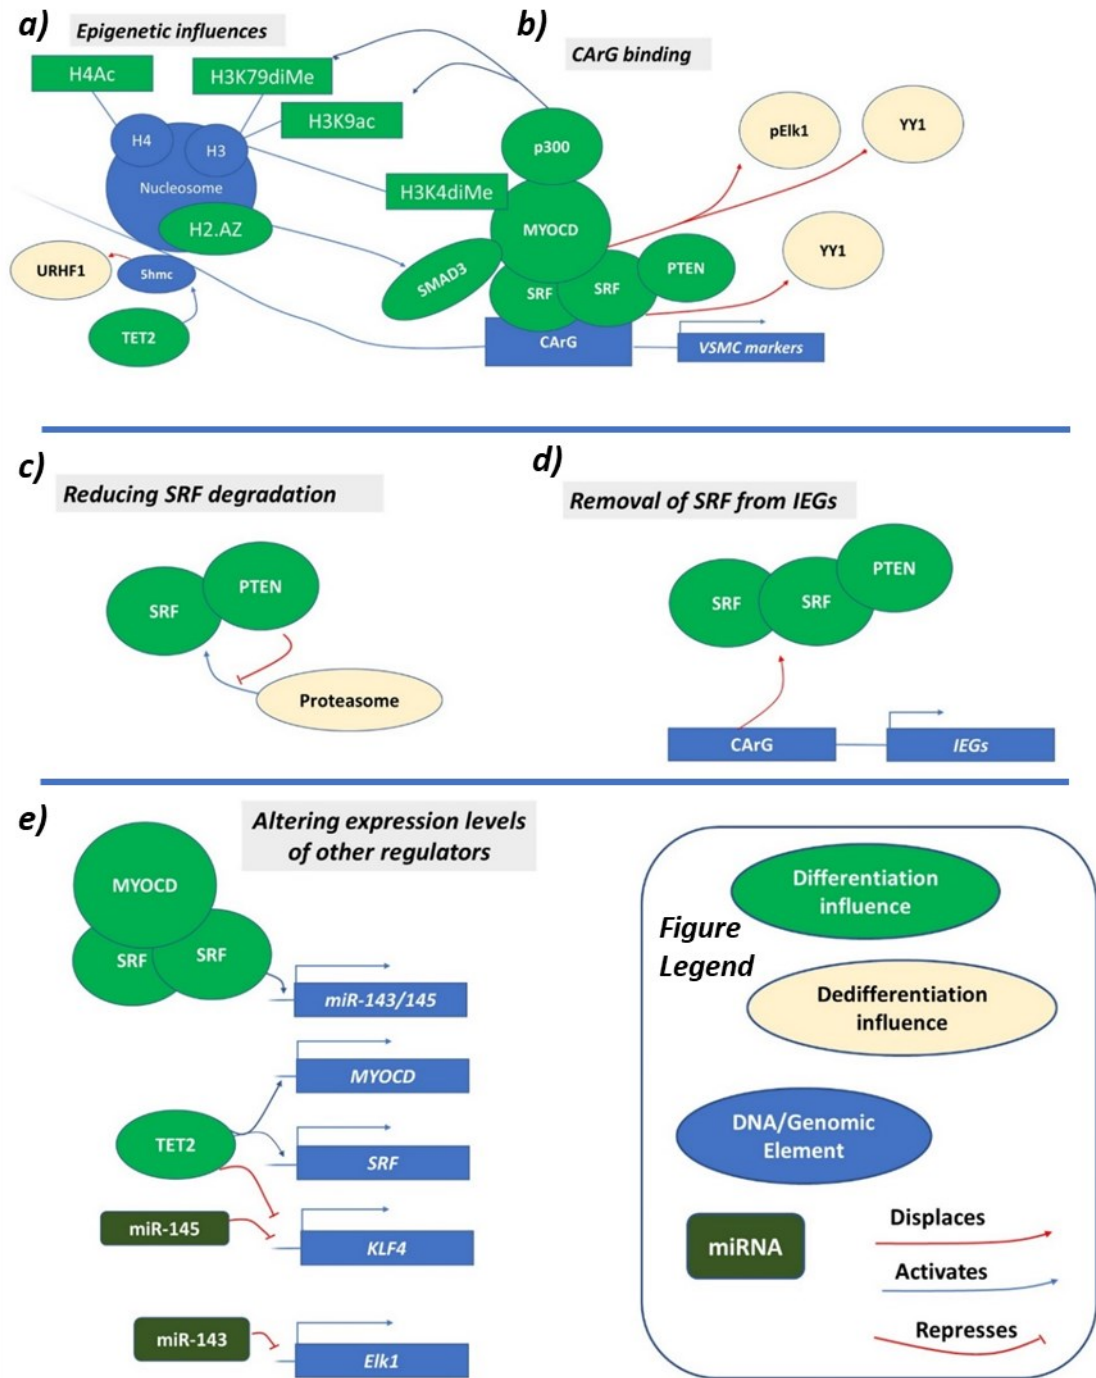 a)
Epigenetic influences
H4Ac
H3K79diMe
H3K9ac
H4
H3
Nucleosome
H3K4diMe
H2.AZ
URHF1
5hmc
TET2
b)
CArG binding
p300
pElk1
YY1
MYOCD
YY1
SMAD3
SRF
SRF
PTEN
CArG
VSMC markers
c)
Reducing SRF degradation
SRF
PTEN
Proteasome
d)
Removal of SRF from IEGs
SRF
SRF
PTEN
CArG
IEGs
e)
Altering expression levels
of other regulators
MYOCD
SRF
SRF
miR-143/145
MYOCD
TET2
SRF
miR-145
KLF4
miR-143
Elk1
Figure
Legend
Differentiation
influence
Dedifferentiation
influence
DNA/Genomic
Element
miRNA
Displaces
Activates
Represses